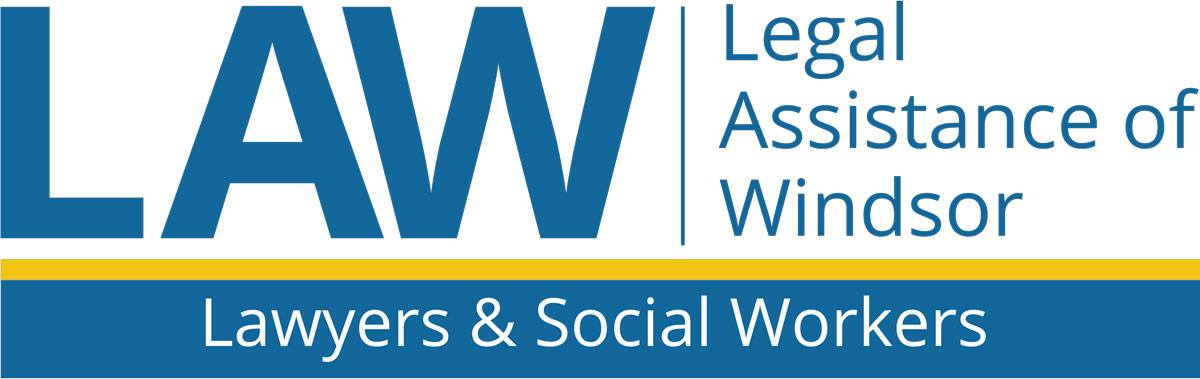 LAW
Legal
Assistance of
Windsor
Lawyers & Social Workers